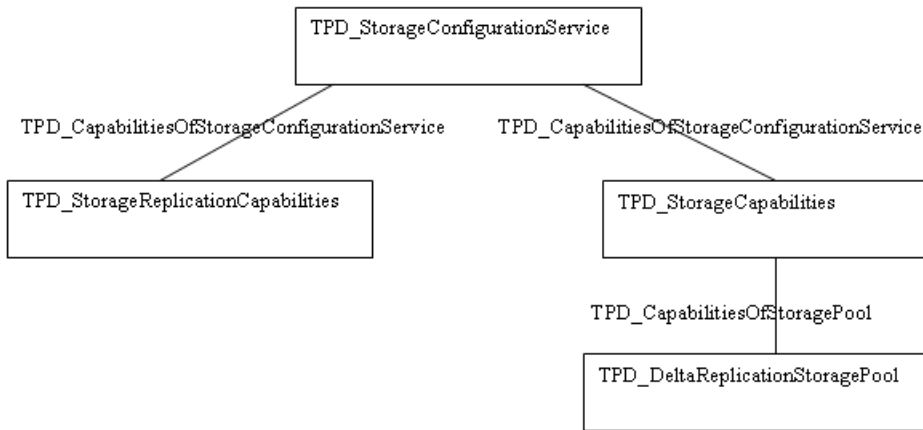 TPD_StorageConfigurationService
TPD_CapabilitiesOfStorageConfigurationService
TPD_CapabilitiesOfStorageConfigurationService
TPD_StorageReplicationCapabilities
TPD_StorageCapabilities
TPD_CapabilitiesOfStoragePool
TPD_DeltaReplicationStoragePool